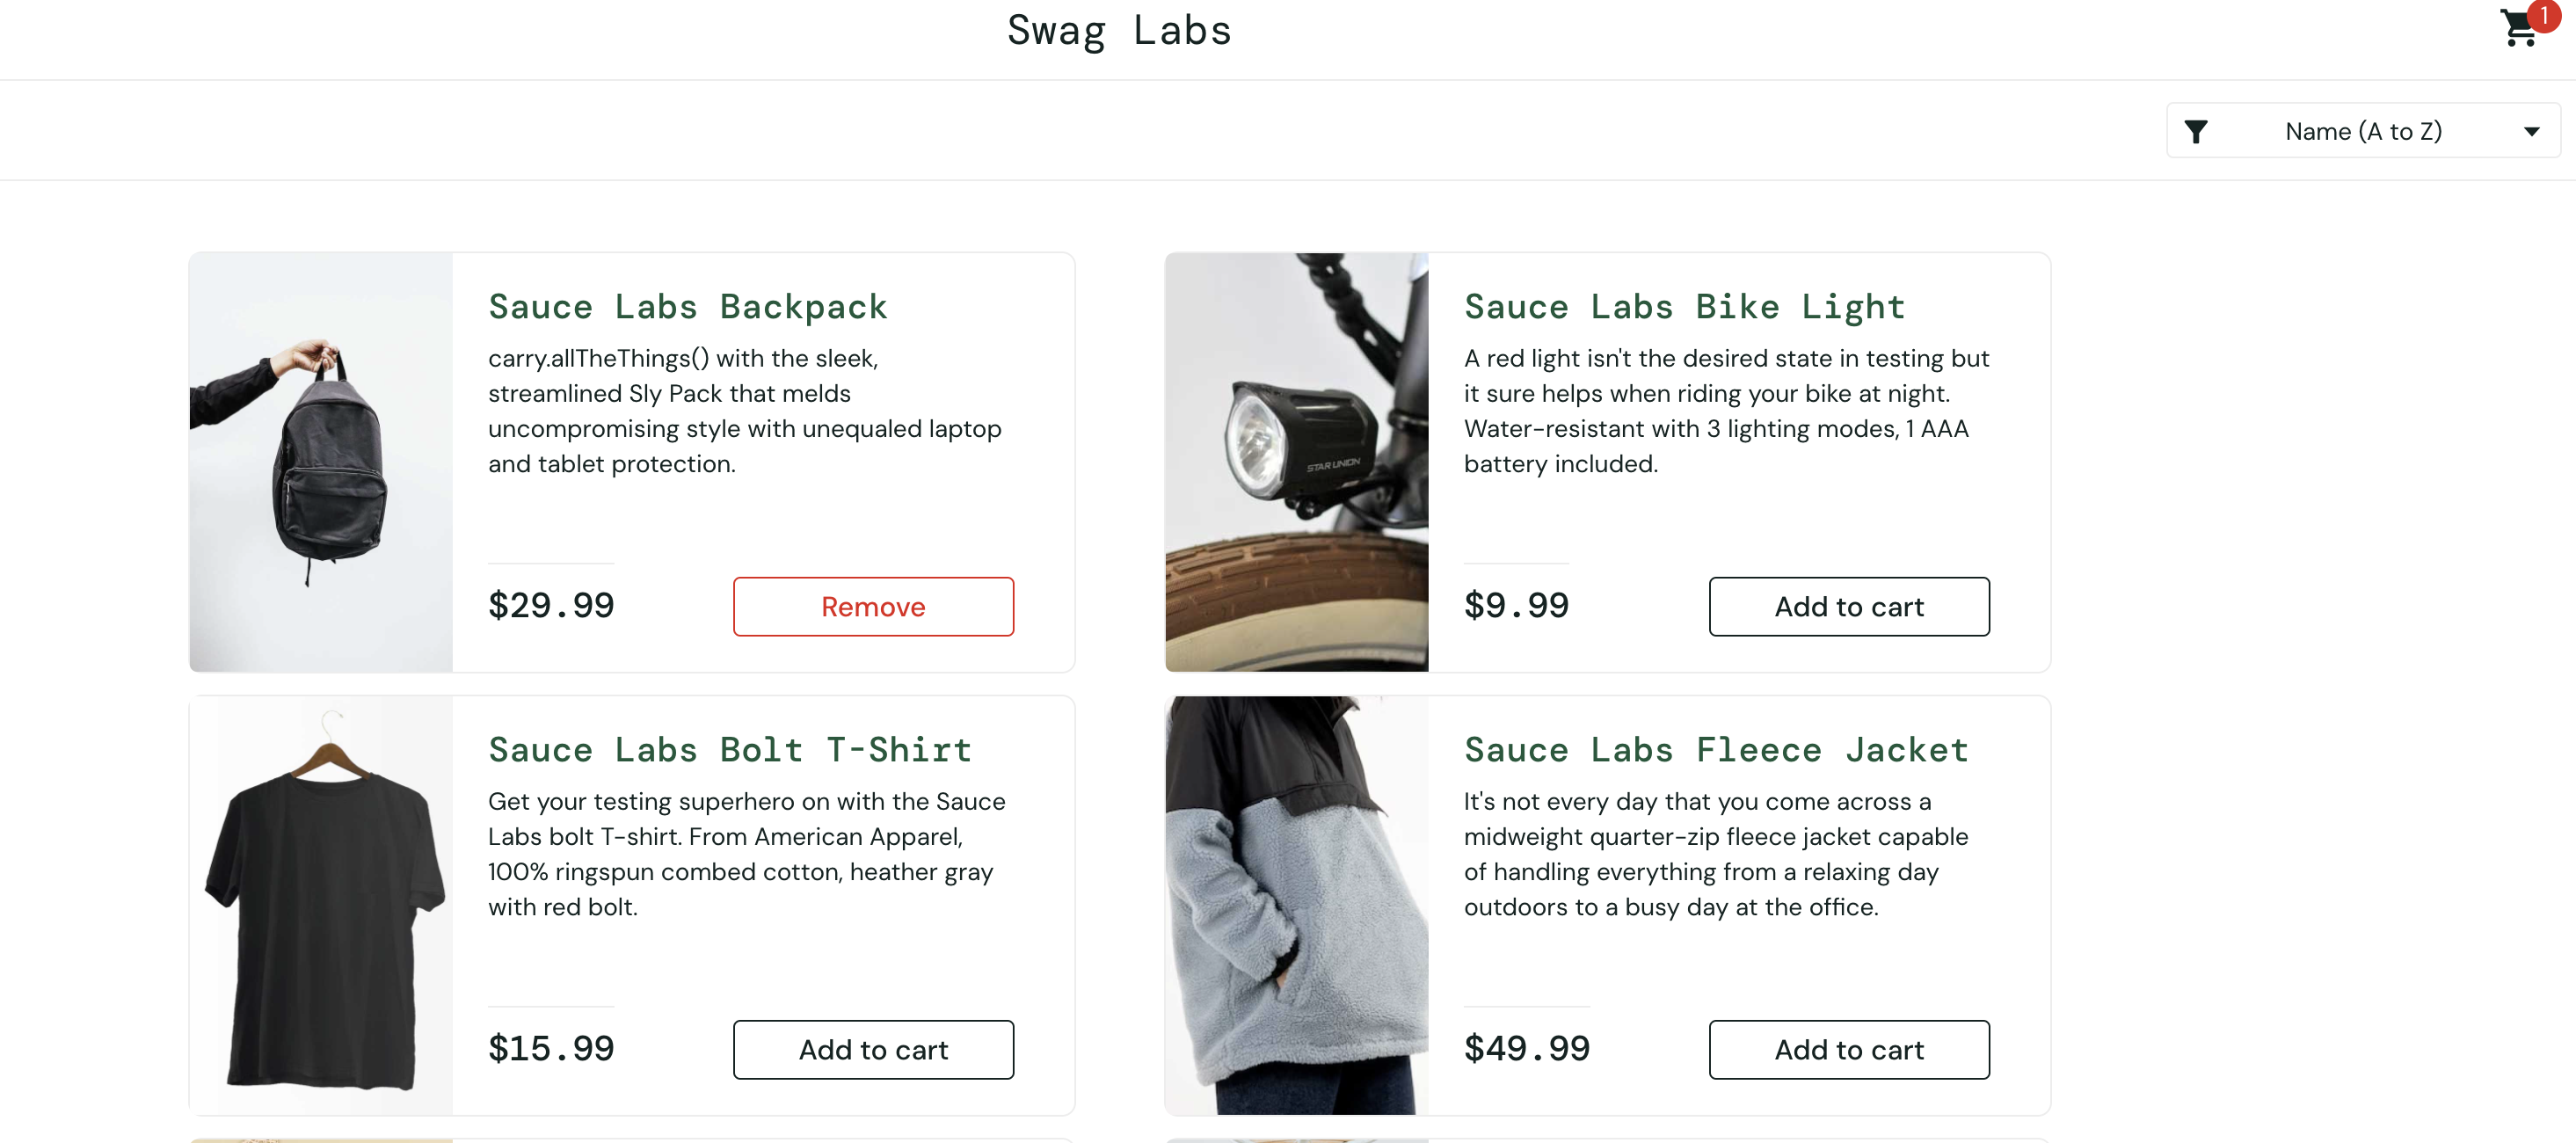 Swag Labs
1
Name (A to Z)
Sauce Labs Backpack
carry.allTheThings() with the sleek,
streamlined Sly Pack that melds
uncompromising style with unequaled laptop
and tablet protection.
$29.99
Remove
Sauce Labs Bike Light
A red light isn't the desired state in testing but
it sure helps when riding your bike at night.
Water-resistant with 3 lighting modes, 1 AAA
battery included.
STAR UNION
$9.99
Add to cart
Sauce Labs Bolt T-Shirt
Get your testing superhero on with the Sauce
Labs bolt T-shirt. From American Apparel,
100% ringspun combed cotton, heather gray
with red bolt.
$15.99
Add to cart
Sauce Labs Fleece Jacket
It's not every day that you come across a
midweight quarter-zip fleece jacket capable
of handling everything from a relaxing day
outdoors to a busy day at the office.
$49.99
Add to cart